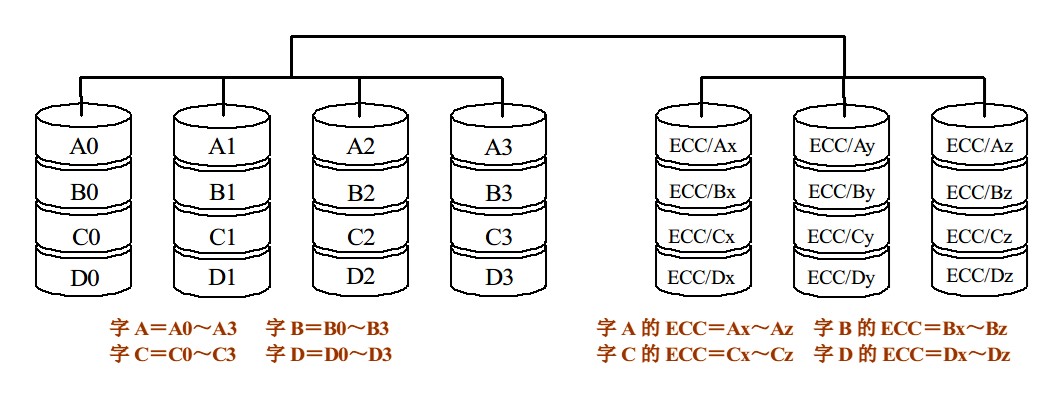 A0 A1 A2 A3 ECC/Ax ECC/Ay ECC/Az
B0 B1 B2 B3 ECC/Bx ECC/By ECC/Bz
C0 C1 C2 C3 ECC/Cx ECC/Cy ECC/Cz
D0 D1 D2 D3 ECC/Dx ECC/Dy ECC/Dz
字 A＝A0～A3 字 B＝B0～B3 字 A 的 ECC＝Ax～Az 字 B 的 ECC＝Bx～Bz
字 C＝C0～C3 字 D＝D0～D3 字 C 的 ECC＝Cx～Cz 字 D 的 ECC＝Dx～Dz